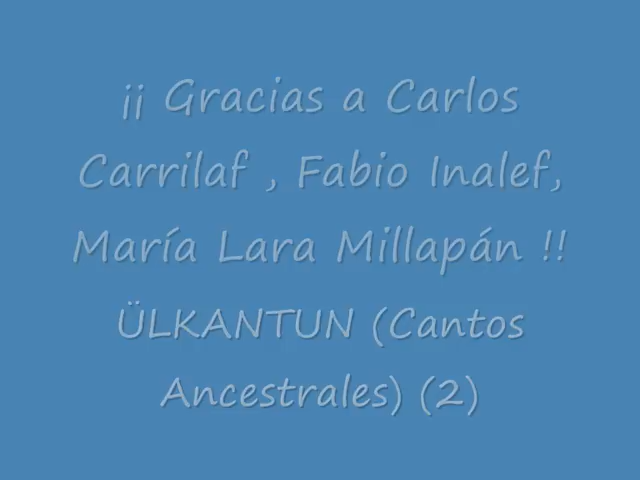 ¡¡ Gracias a Carlos
Carrilaf , Fabio Inalef,
María Lara Millapán !!
ÜLKANTUN (Cantos
Ancestrales) (2)